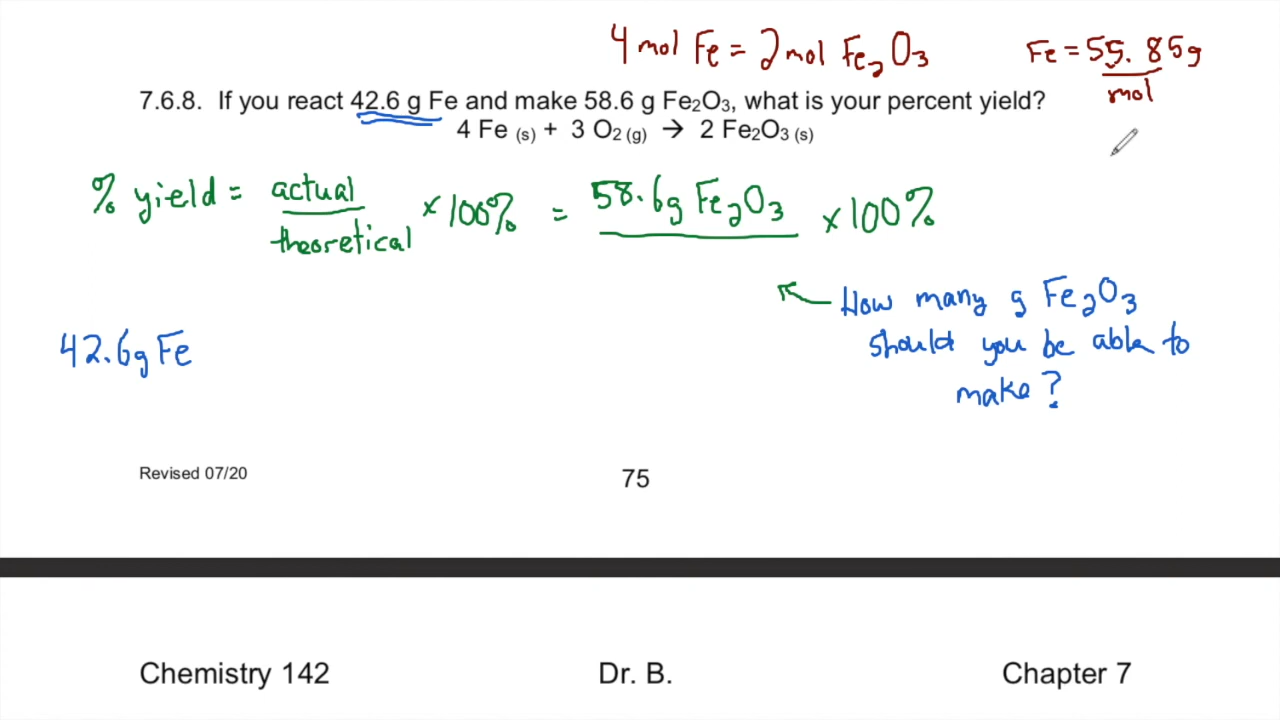 4 mol Fe = 2 mol Fe₂O₃
Fe = 55.85g
mol
7.6.8. If you react 42.6 g Fe and make 58.6 g Fe₂O₃, what is your percent yield?
4 Fe (s) + 3 O₂ (g) → 2 Fe₂O₃ (s)
% yield = actual
theoretical
× 100% = 58.6g Fe₂O₃ × 100%
How many g Fe₂O₃
should you be able to
make?
42.6g Fe
Revised 07/20
75
Chemistry 142
Dr. B.
Chapter 7